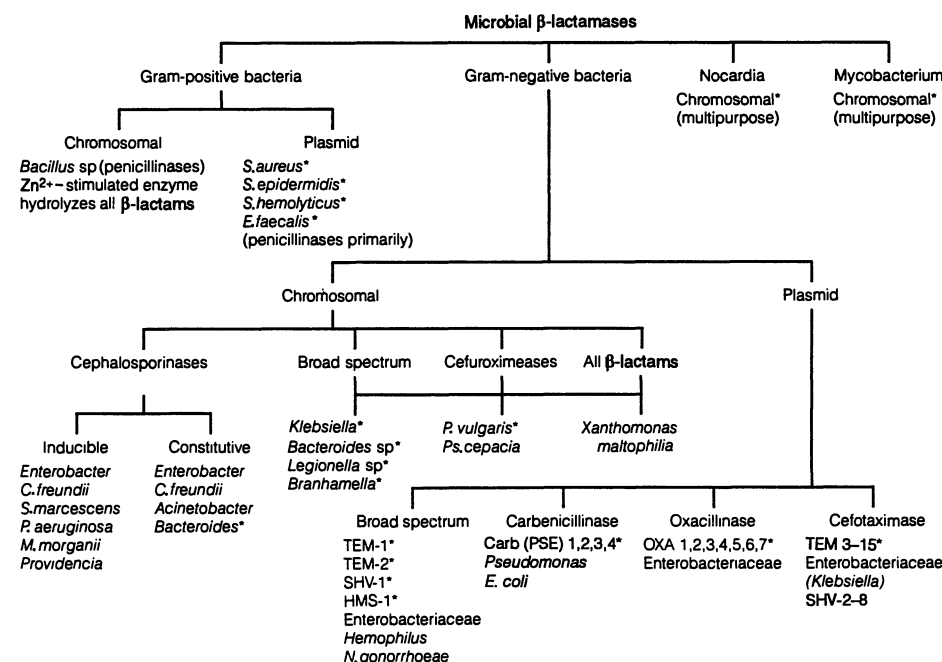 Microbial β-lactamases
Gram-positive bacteria
Gram-negative bacteria
Nocardia
Chromosomal*
(multipurpose)
Mycobacterium
Chromosomal*
(multipurpose)
Chromosomal
Bacillus sp (penicillinases)
Zn2+–stimulated enzyme
hydrolyzes all β-lactams
Plasmid
S.aureus*
S.epidermidis*
S.hemolyticus*
E.faecalis*
(penicillinases primarily)
Chromosomal
Plasmid
Cephalosporinases
Broad spectrum
Cefuroximeases
All β-lactams
Inducible
Enterobacter
C.freundii
S.marcescens
P. aeruginosa
M. morganii
Providencia
Constitutive
Enterobacter
C.freundii
Acinetobacter
Bacteroides*
Klebsiella*
Bacteroides sp*
Legionella sp*
Branhamella*
P. vulgaris*
Ps.cepacia
Xanthomonas
maltophilia
Broad spectrum
TEM-1*
TEM-2*
SHV-1*
HMS-1*
Enterobacteriaceae
Hemophilus
N.gonorrhoeae
Carbenicillinase
Carb (PSE) 1,2,3,4*
Pseudomonas
E. coli
Oxacillinase
OXA 1,2,3,4,5,6,7*
Enterobacteriaceae
Cefotaximase
TEM 3–15*
Enterobacteriaceae
(Klebsiella)
SHV-2–8